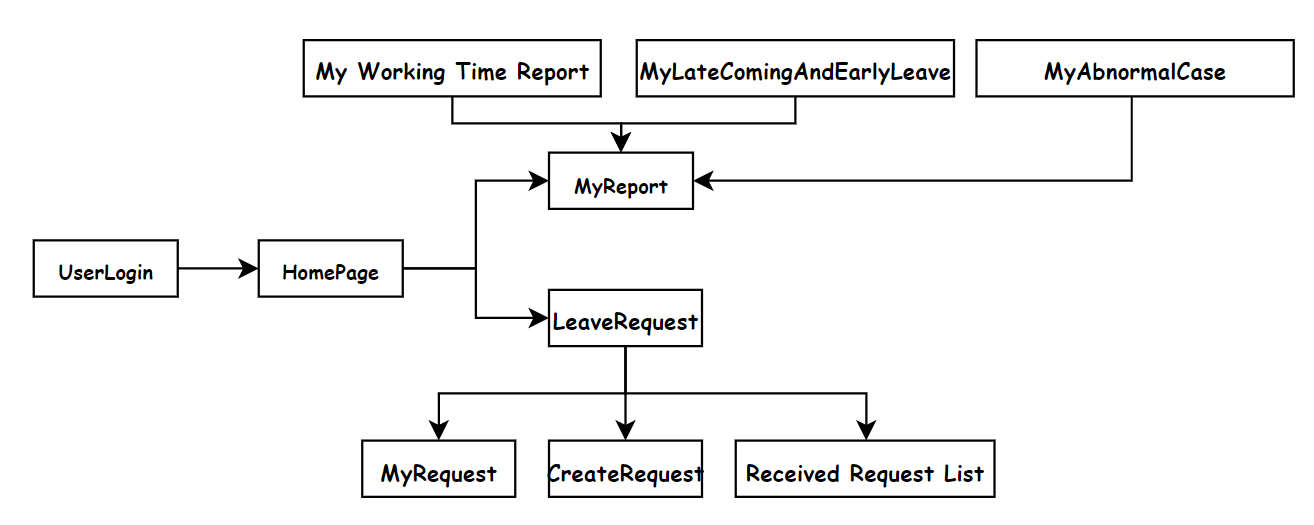 My Working Time Report
MyLateComingAndEarlyLeave
MyAbnormalCase
MyReport
UserLogin
HomePage
LeaveRequest
MyRequest
CreateRequest
Received Request List